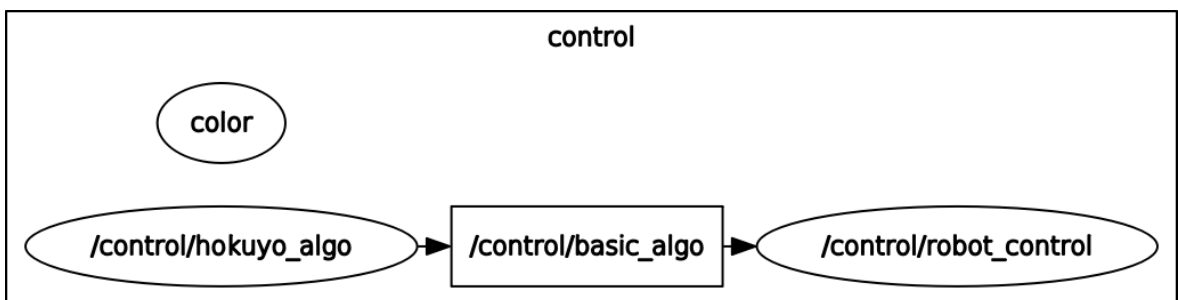 control
color
/control/hokuyo_algo
/control/basic_algo
/control/robot_control